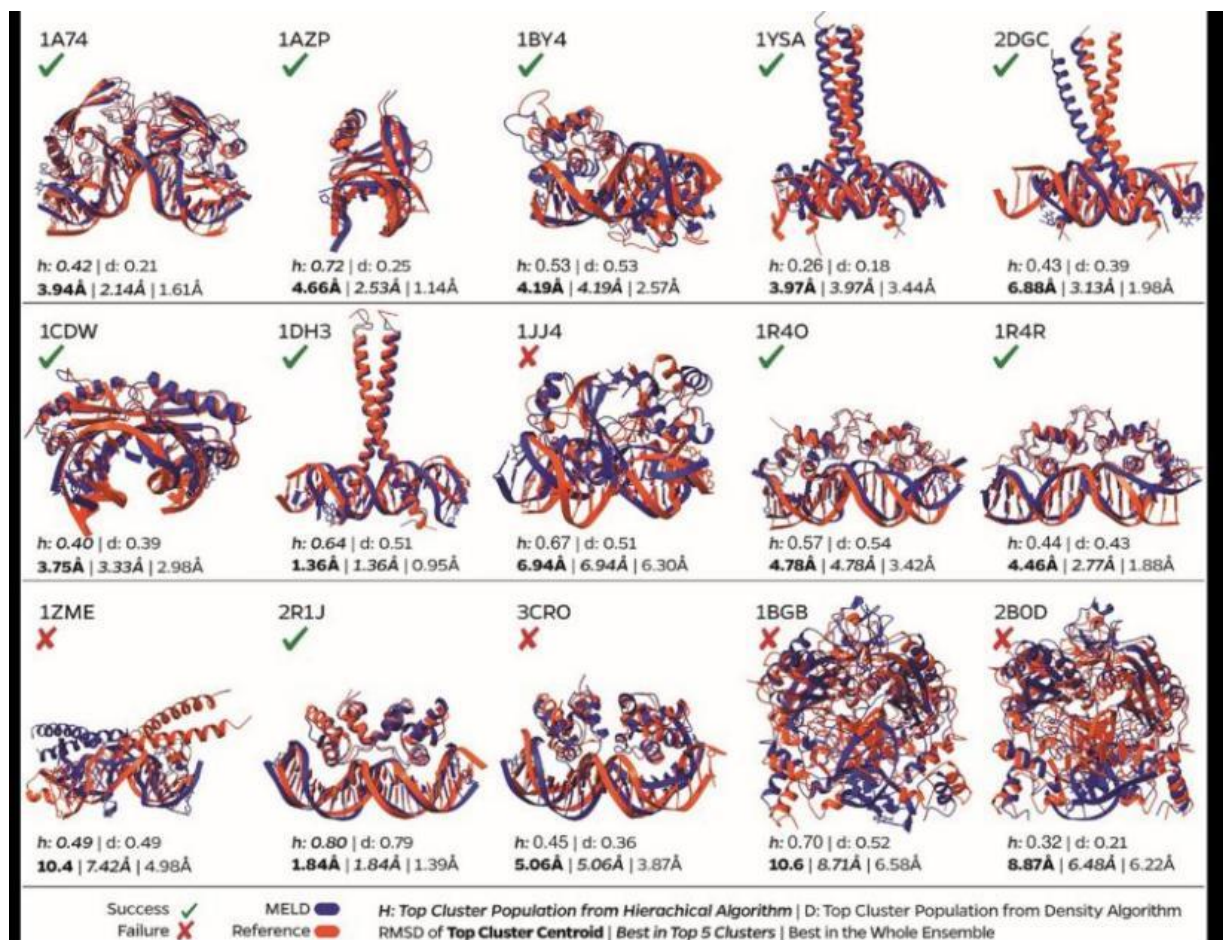 1A74 1AZP 1BY4 1YSA 2DGC
h: 0.42 | d: 0.21 h: 0.72 | d: 0.25 h: 0.53 | d: 0.53 h: 0.26 | d: 0.18 h: 0.43 | d: 0.39
3.94Å | 2.14Å | 1.61Å 4.66Å | 2.53Å | 1.14Å 4.19Å | 4.19Å | 2.57Å 3.97Å | 3.97Å | 3.44Å 6.88Å | 3.13Å | 1.98Å
1CDW 1DH3 1JJ4 1R4O 1R4R
h: 0.40 | d: 0.39 h: 0.64 | d: 0.51 h: 0.67 | d: 0.51 h: 0.57 | d: 0.54 h: 0.44 | d: 0.43
3.75Å | 3.33Å | 2.98Å 1.36Å | 1.36Å | 0.95Å 6.94Å | 6.94Å | 6.30Å 4.78Å | 4.78Å | 3.42Å 4.46Å | 2.77Å | 1.88Å
1ZME 2R1J 3CRO 1BGB 2B0D
h: 0.49 | d: 0.49 h: 0.80 | d: 0.79 h: 0.45 | d: 0.36 h: 0.70 | d: 0.52 h: 0.32 | d: 0.21
10.4 | 7.42Å | 4.98Å 1.84Å | 1.84Å | 1.39Å 5.06Å | 5.06Å | 3.87Å 10.6 | 8.71Å | 6.58Å 8.87Å | 6.48Å | 6.22Å
Success MELD H: Top Cluster Population from Hierachical Algorithm | D: Top Cluster Population from Density Algorithm
Failure Reference RMSD of Top Cluster Centroid | Best in Top 5 Clusters | Best in the Whole Ensemble